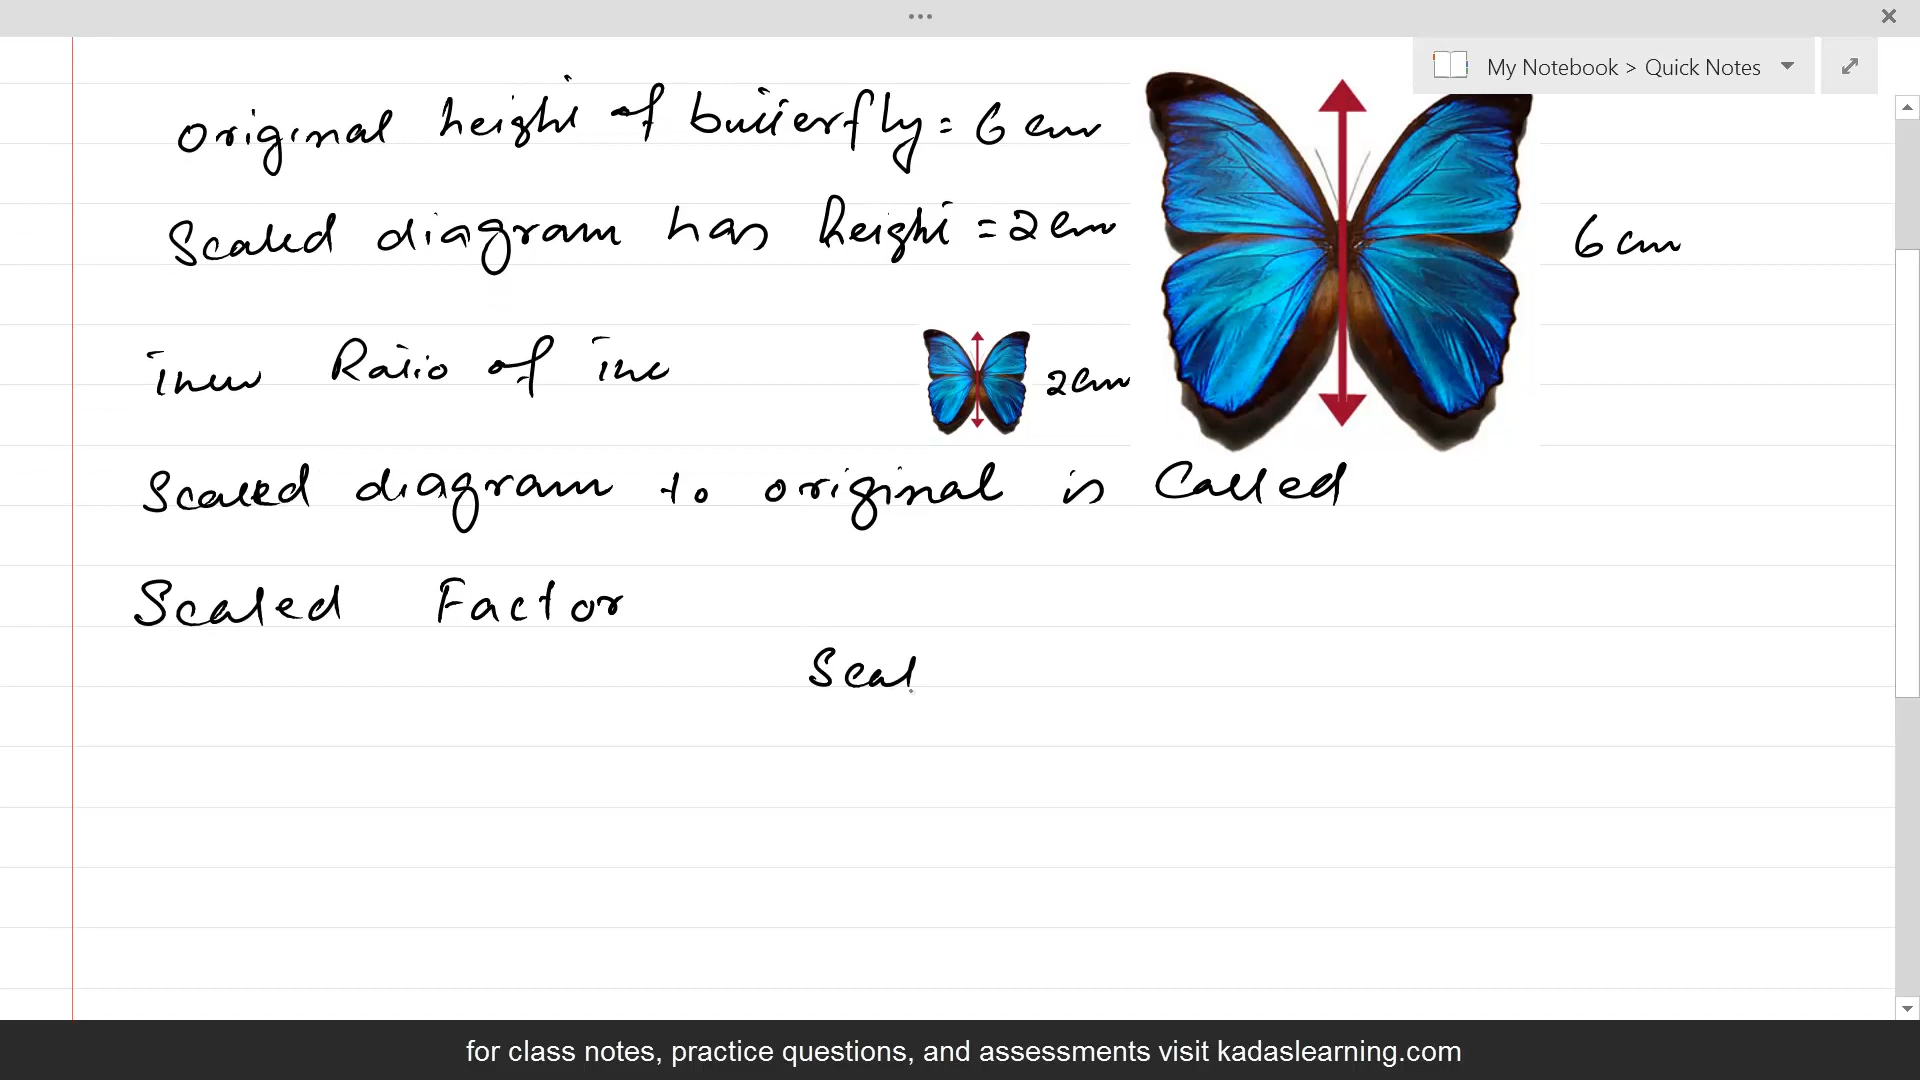 My Notebook > Quick Notes
original height of butterfly = 6 cm
Scaled diagram has height = 2 cm
6 cm
then Ratio of the
2 cm
Scaled diagram to original is called
Scaled Factor
Scal
for class notes, practice questions, and assessments visit kadaslearning.com